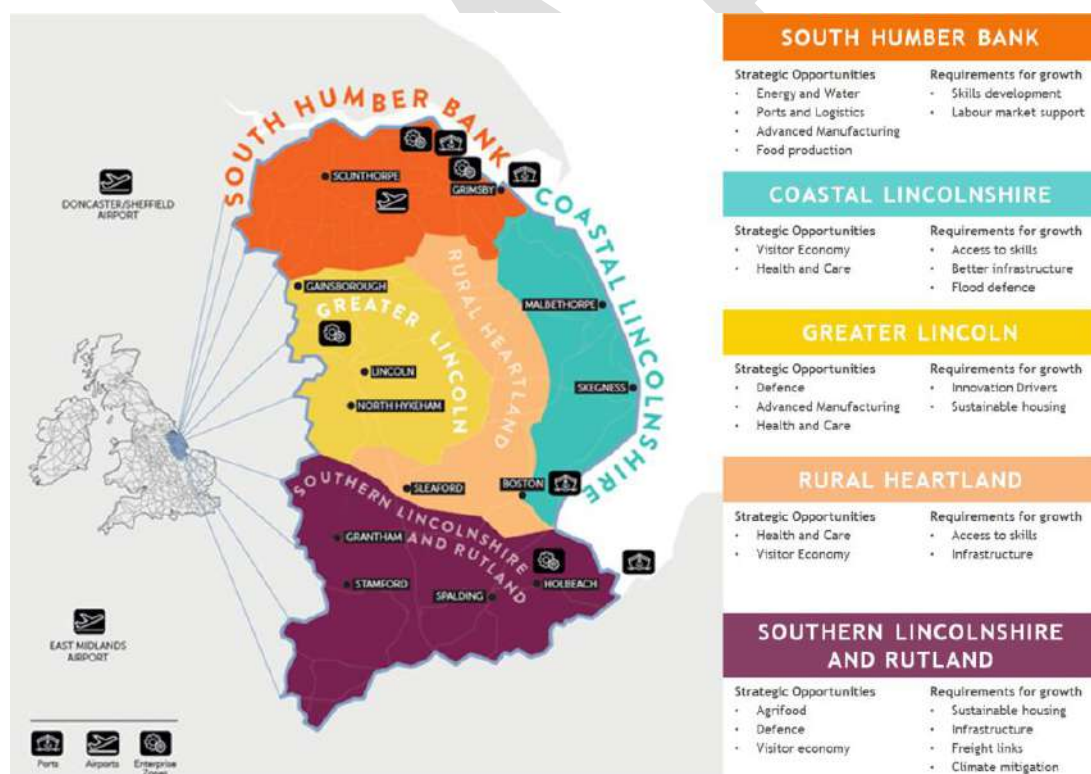 SOUTH HUMBER BANK
COASTAL LINCOLNSHIRE
SCUNTHORPE
GRIMSBY
DONCASTER/SHEFFIELD
AIRPORT
GAINSBOROUGH
GREATER LINCOLN
RURAL HEARTLAND
MALBETHORPE
LINCOLN
SKEGNESS
NORTH HYKEHAM
SLEAFORD
BOSTON
SOUTHERN LINCOLNSHIRE
AND RUTLAND
GRANTHAM
STAMFORD
SPALDING
HOLBEACH
EAST MIDLANDS
AIRPORT
Ports
Airports
Enterprise
Zones
SOUTH HUMBER BANK
Strategic Opportunities
· Energy and Water
· Ports and Logistics
· Advanced Manufacturing
· Food production
Requirements for growth
· Skills development
· Labour market support
COASTAL LINCOLNSHIRE
Strategic Opportunities
· Visitor Economy
· Health and Care
Requirements for growth
· Access to skills
· Better infrastructure
· Flood defence
GREATER LINCOLN
Strategic Opportunities
· Defence
· Advanced Manufacturing
· Health and Care
Requirements for growth
· Innovation Drivers
· Sustainable housing
RURAL HEARTLAND
Strategic Opportunities
· Health and Care
· Visitor Economy
Requirements for growth
· Access to skills
· Infrastructure
SOUTHERN LINCOLNSHIRE
AND RUTLAND
Strategic Opportunities
· Agrifood
· Defence
· Visitor economy
Requirements for growth
· Sustainable housing
· Infrastructure
· Freight links
· Climate mitigation